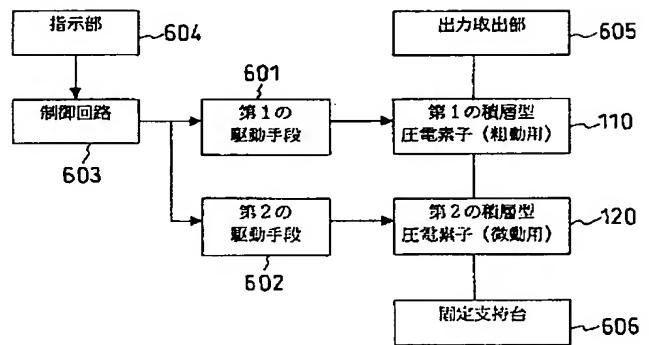 指示部
604
制御回路
603
601
第1の
駆動手段
第2の
駆動手段
602
出力取出部
605
第1の積層型
圧電素子(粗動用)
110
第2の積層型
圧電素子(微動用)
120
固定支持台
606